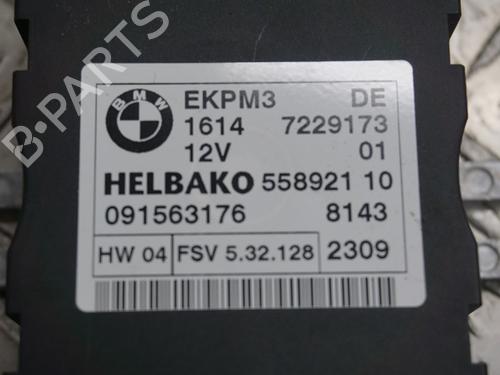 B-PARTS
BMW
EKPM3 DE
1614 7229173
12V 01
HELBAKO 558921 10
091563176 8143
HW 04 FSV 5.32.128 2309